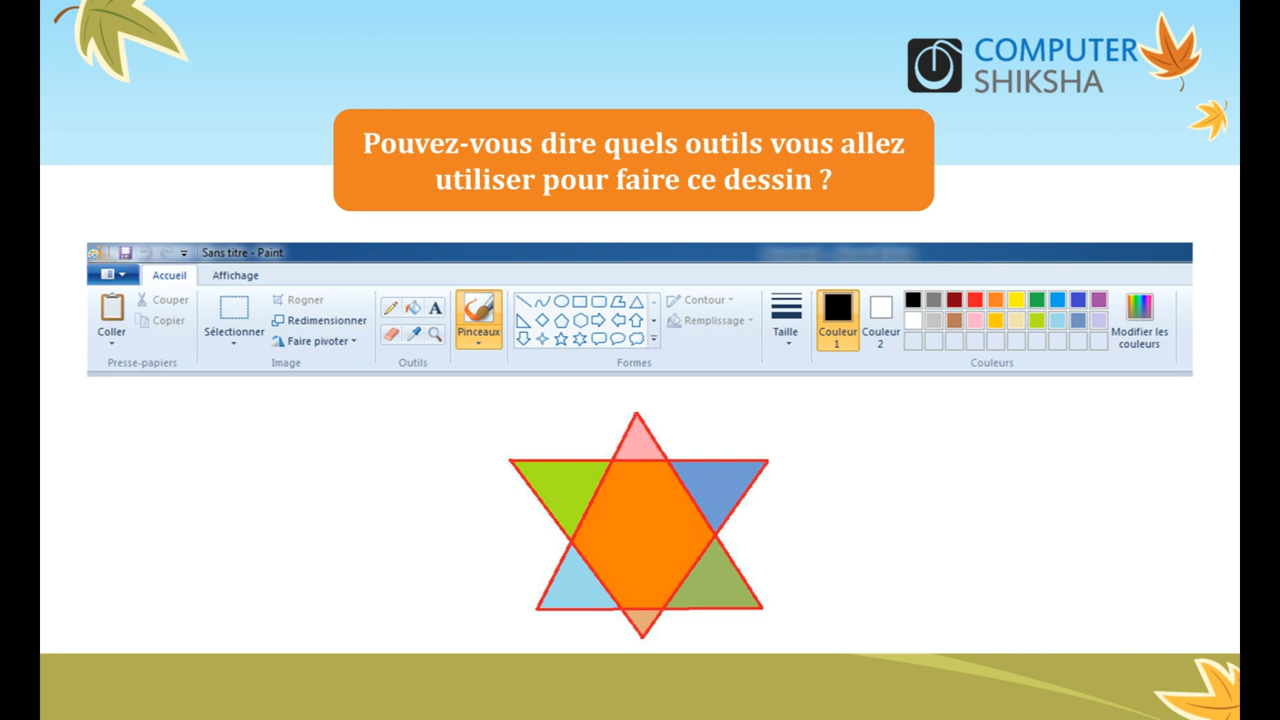 COMPUTER
SHIKSHA
Pouvez-vous dire quels outils vous allez
utiliser pour faire ce dessin ?
Sans titre - Paint
Accueil Affichage
Coller
Couper
Copier
Presse-papiers
Sélectionner
Rogner
Redimensionner
Faire pivoter
Image
A
Outils
Pinceaux
Contour
Remplissage
Formes
Taille
Couleur
1
Couleur
2
Modifier les
couleurs
Couleurs